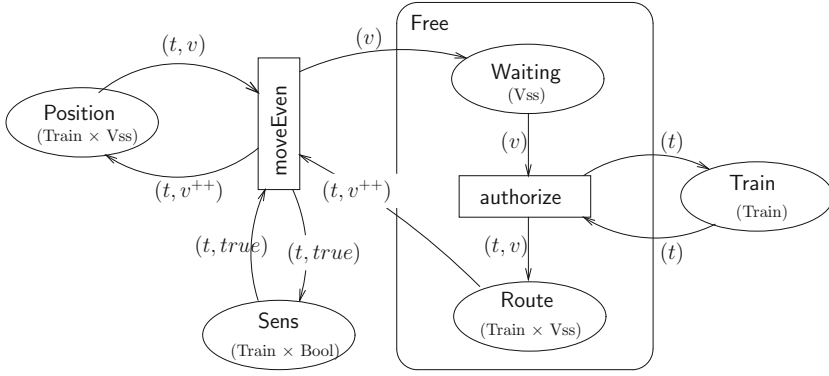 Free
(t, v)
(v)
Waiting
(Vss)
Position
(Train × Vss)
moveEven
(v)
(t)
(t, v⁺⁺)
(t, v⁺⁺)
authorize
Train
(Train)
(t, true)
(t, true)
(t, v)
(t)
Sens
(Train × Bool)
Route
(Train × Vss)